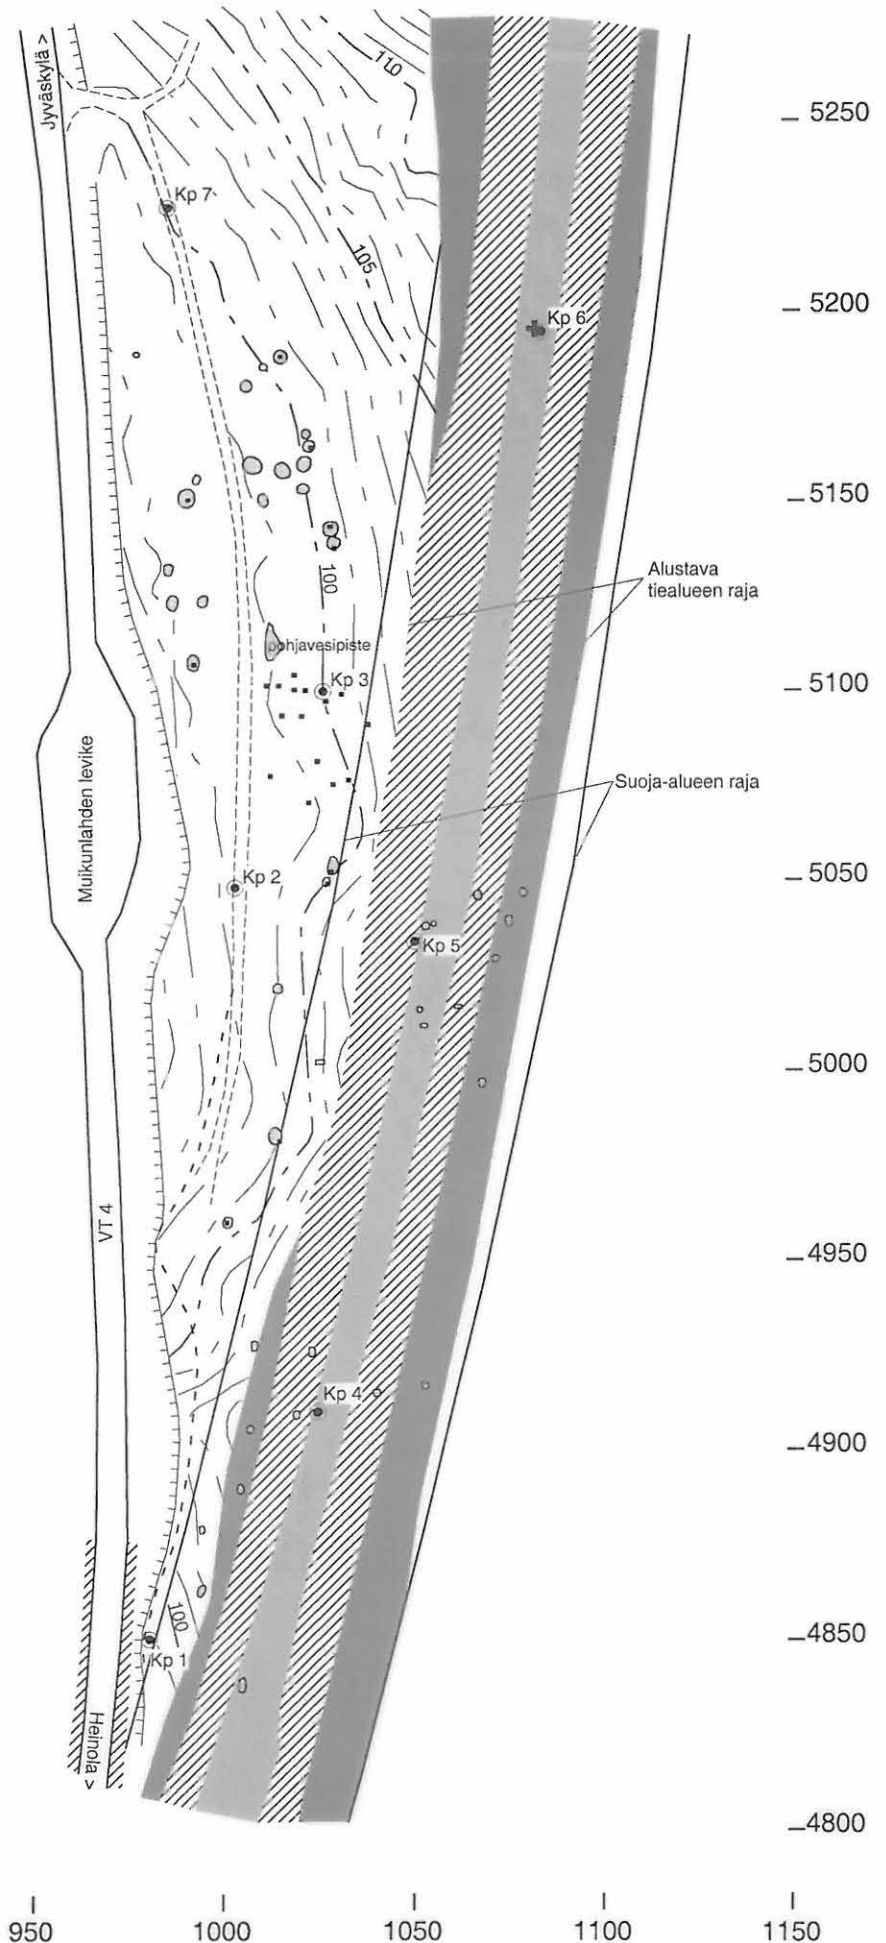 Jyväskylä >
110
5250
Kp 7
105
5200
Kp 6
5150
100
Alustava
tiealueen raja
pohjavesipiste
Kp 3
5100
Muikunlahden levike
Suoja-alueen raja
Kp 2
5050
Kp 5
5000
VT 4
4950
Kp 4
4900
100
4850
Kp 1
Heinola >
4800
950
1000
1050
1100
1150